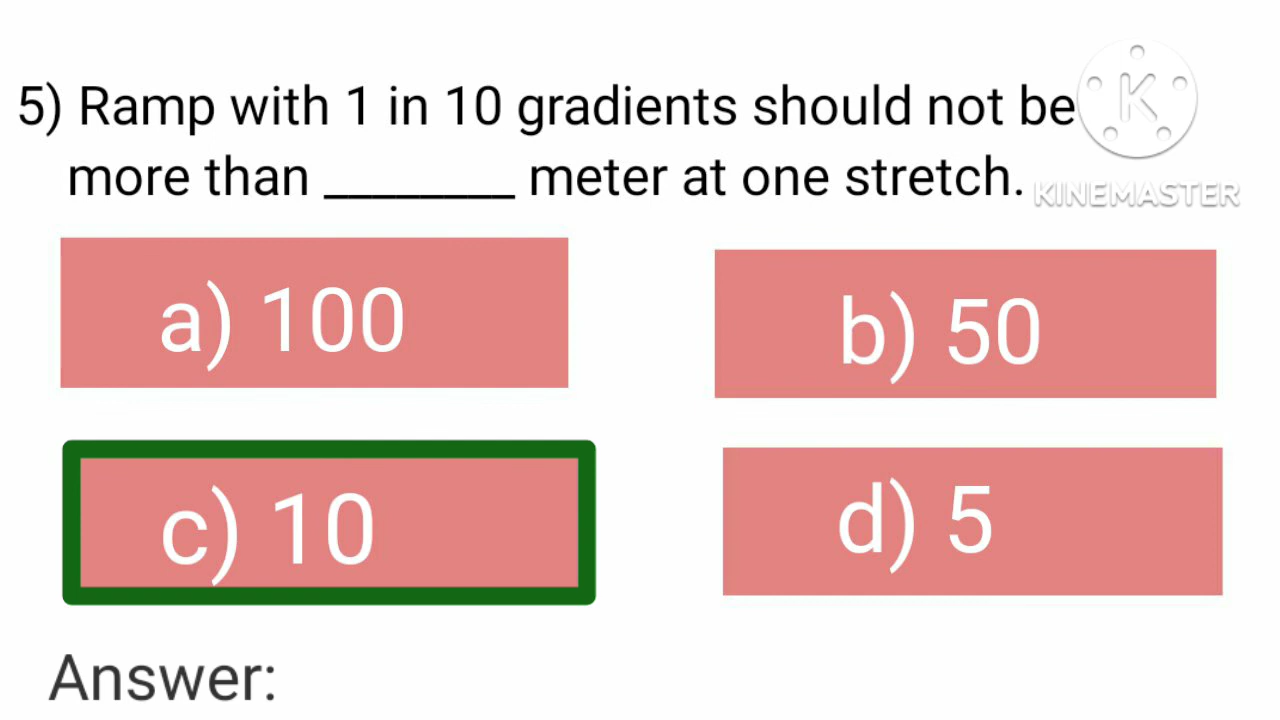 5) Ramp with 1 in 10 gradients should not be
more than ________ meter at one stretch.
K
KINEMASTER
a) 100
b) 50
c) 10
d) 5
Answer: